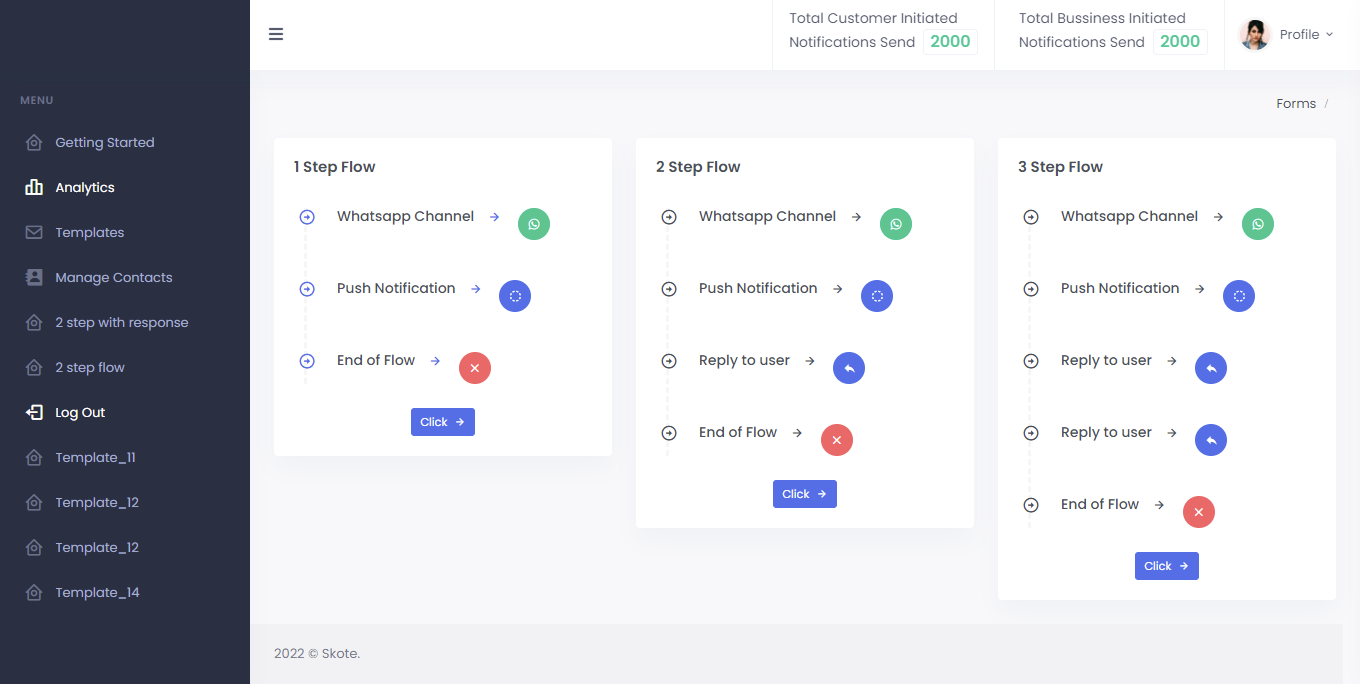 Total Customer Initiated
Notifications Send 2000
Total Bussiness Initiated
Notifications Send 2000
Profile
MENU
Getting Started
Analytics
Templates
Manage Contacts
2 step with response
2 step flow
Log Out
Template_11
Template_12
Template_12
Template_14
Forms /
1 Step Flow
Whatsapp Channel
Push Notification
End of Flow
Click
2 Step Flow
Whatsapp Channel
Push Notification
Reply to user
End of Flow
Click
3 Step Flow
Whatsapp Channel
Push Notification
Reply to user
Reply to user
End of Flow
Click
2022 © Skote.